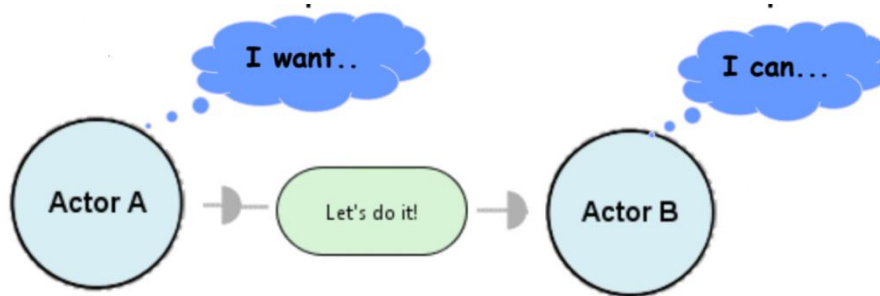 I want..
I can...
Actor A
Let's do it!
Actor B